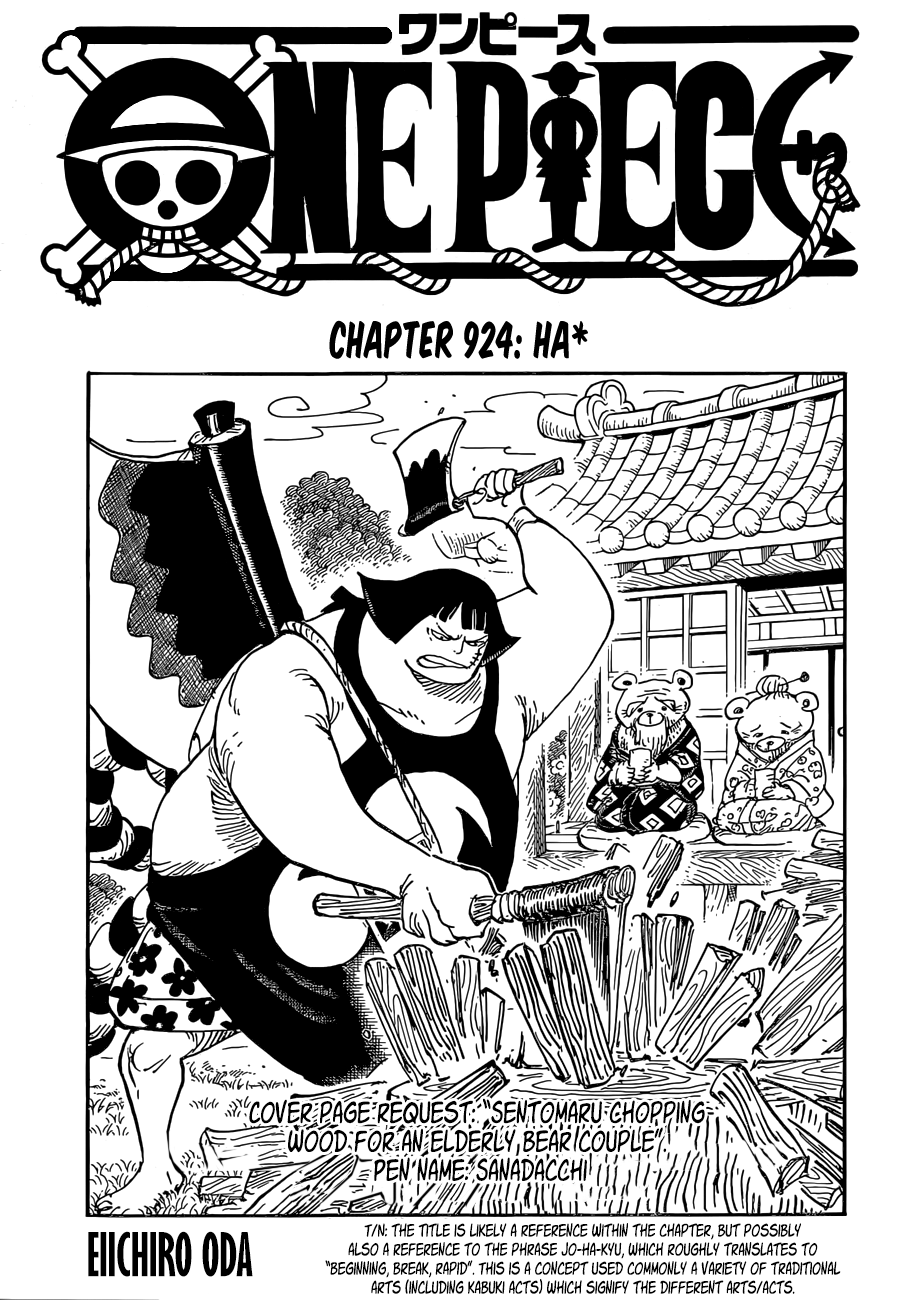 ワンピース
ONE PIECE
CHAPTER 924: HA*
COVER PAGE REQUEST: "SENTOMARU CHOPPING
WOOD FOR AN ELDERLY BEAR COUPLE".
PEN NAME: SANADACCHI
EIICHIRO ODA
T/N: THE TITLE IS LIKELY A REFERENCE WITHIN THE CHAPTER, BUT POSSIBLY
ALSO A REFERENCE TO THE PHRASE JO-HA-KYU, WHICH ROUGHLY TRANSLATES TO
"BEGINNING, BREAK, RAPID". THIS IS A CONCEPT USED COMMONLY A VARIETY OF TRADITIONAL
ARTS (INCLUDING KABUKI ACTS) WHICH SIGNIFY THE DIFFERENT ARTS/ACTS.